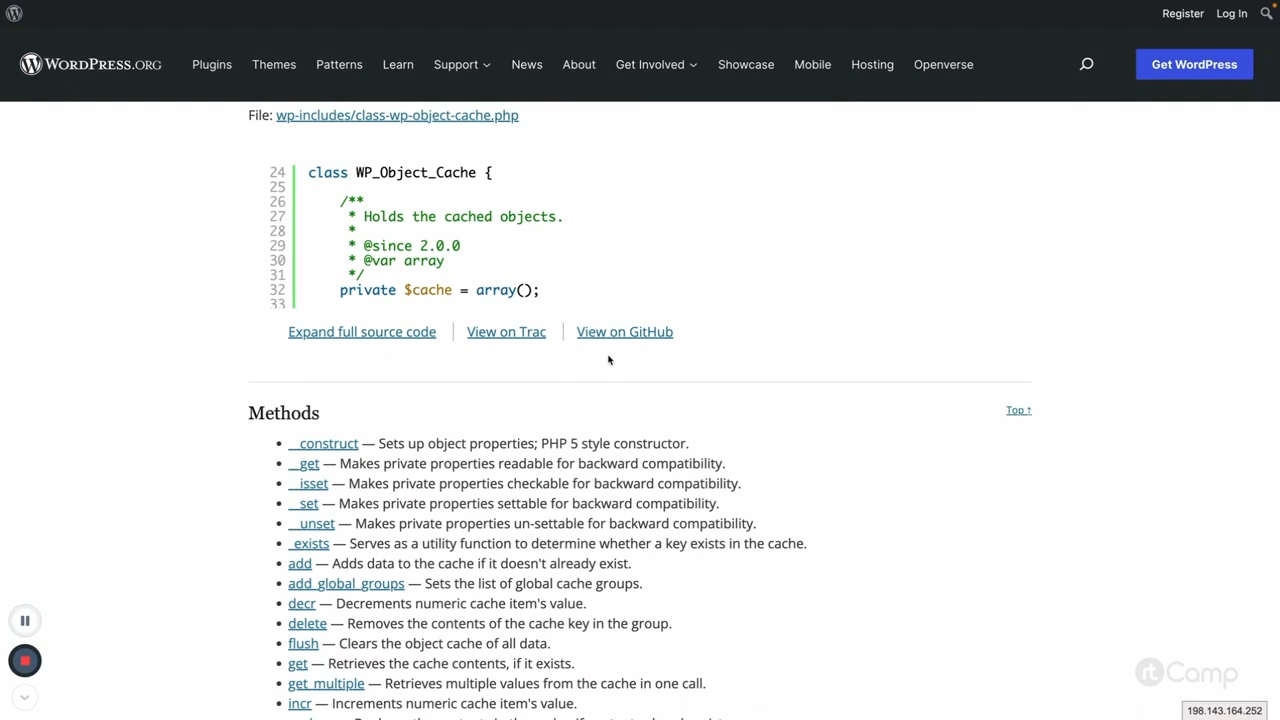 Register Log In
WORDPRESS.ORG Plugins Themes Patterns Learn Support News About Get Involved Showcase Mobile Hosting Openverse Get WordPress
File: wp-includes/class-wp-object-cache.php
24 class WP_Object_Cache {
25
26 /**
27 * Holds the cached objects.
28 *
29 * @since 2.0.0
30 * @var array
31 */
32 private $cache = array();
33
Expand full source code View on Trac View on GitHub
Methods Top ↑
• __construct — Sets up object properties; PHP 5 style constructor.
• __get — Makes private properties readable for backward compatibility.
• __isset — Makes private properties checkable for backward compatibility.
• __set — Makes private properties settable for backward compatibility.
• __unset — Makes private properties un-settable for backward compatibility.
• _exists — Serves as a utility function to determine whether a key exists in the cache.
• add — Adds data to the cache if it doesn't already exist.
• add_global_groups — Sets the list of global cache groups.
• decr — Decrements numeric cache item's value.
• delete — Removes the contents of the cache key in the group.
• flush — Clears the object cache of all data.
• get — Retrieves the cache contents, if it exists.
• get_multiple — Retrieves multiple values from the cache in one call.
• incr — Increments numeric cache item's value.
rtCamp
198.143.164.252